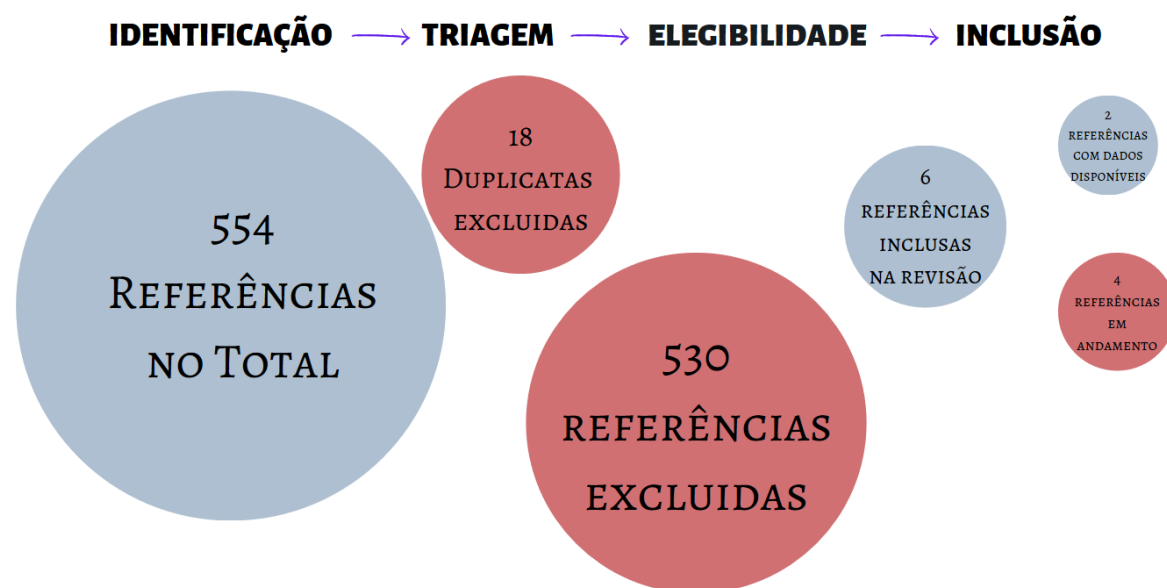 IDENTIFICAÇÃO → TRIAGEM → ELEGIBILIDADE → INCLUSÃO
554
Referências
no Total
18
Duplicatas
excluidas
530
referências
excluidas
6
referências
inclusas
na revisão
2
referências
com dados
disponíveis
4
referências
em
andamento